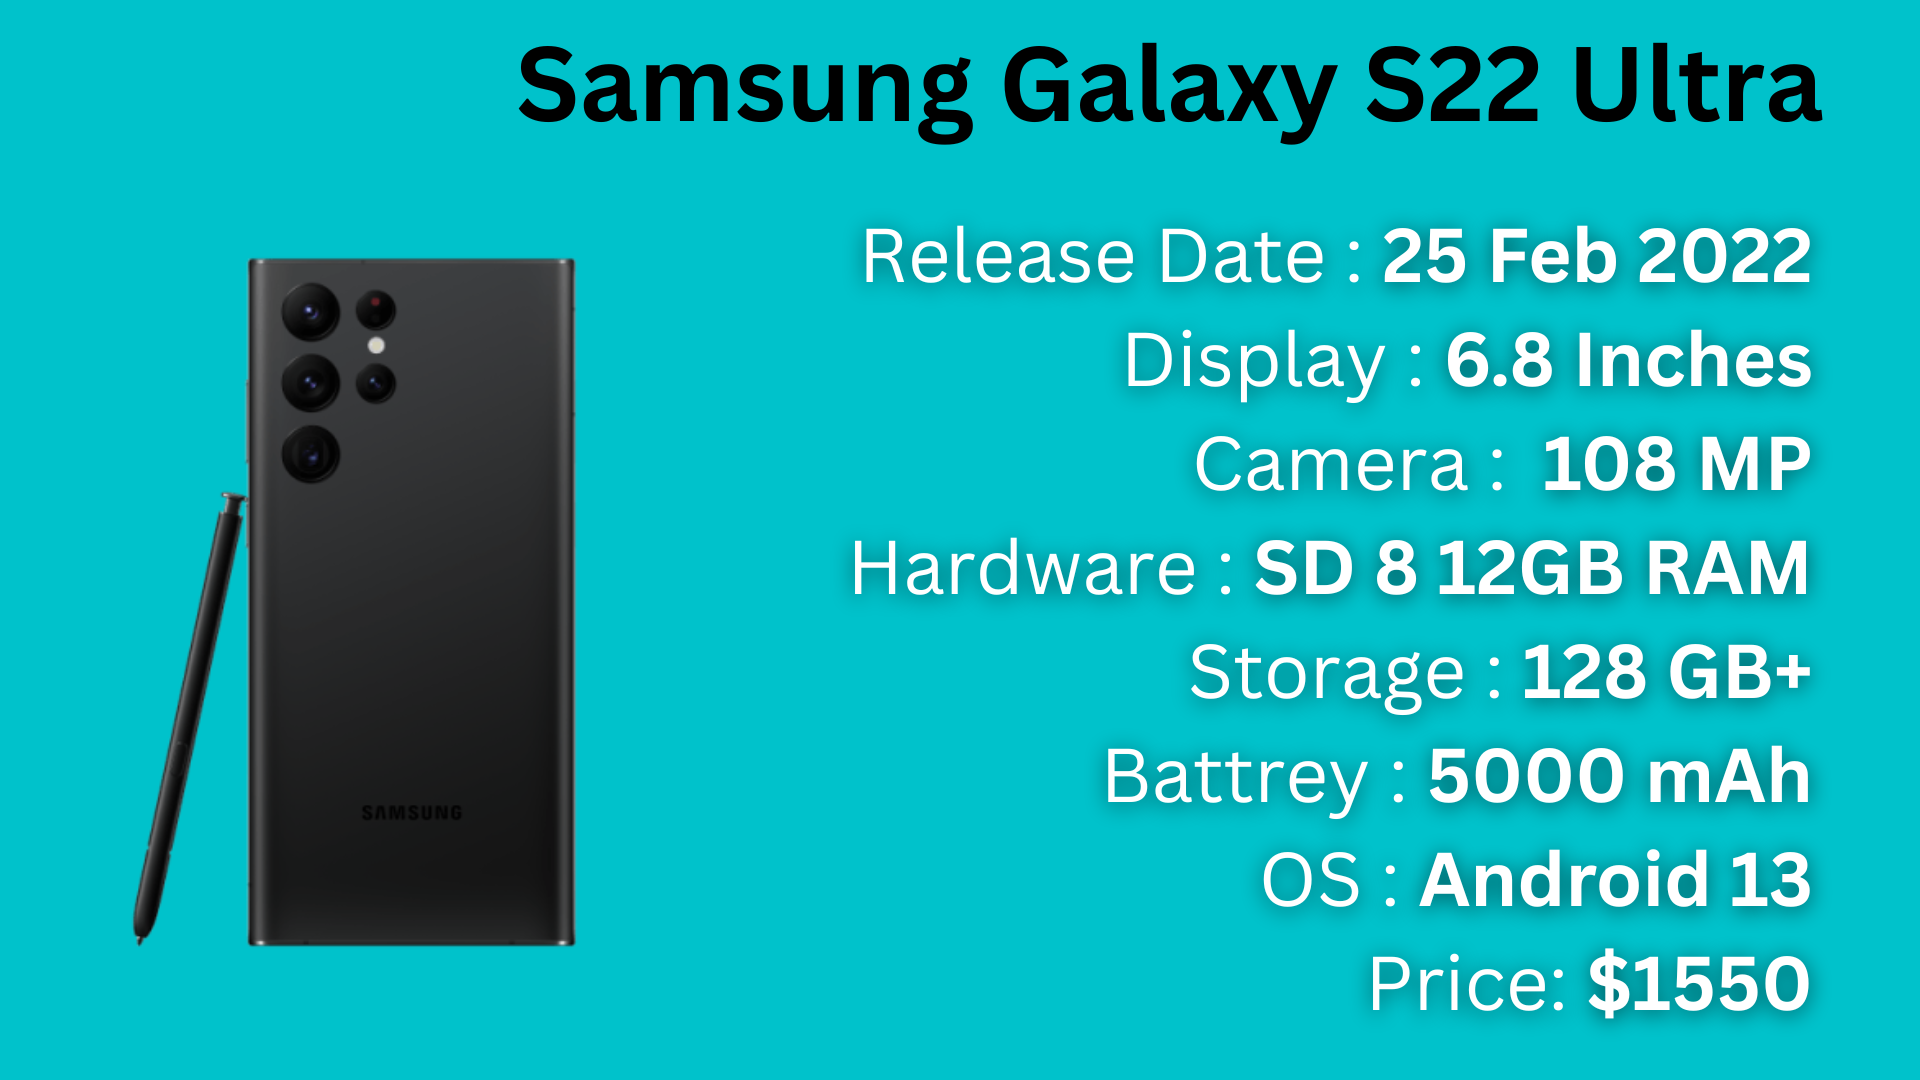 Samsung Galaxy S22 Ultra
Release Date : 25 Feb 2022
Display : 6.8 Inches
Camera :  108 MP
Hardware : SD 8 12GB RAM
Storage : 128 GB+
Battrey : 5000 mAh
OS : Android 13
Price: $1550
SAMSUNG